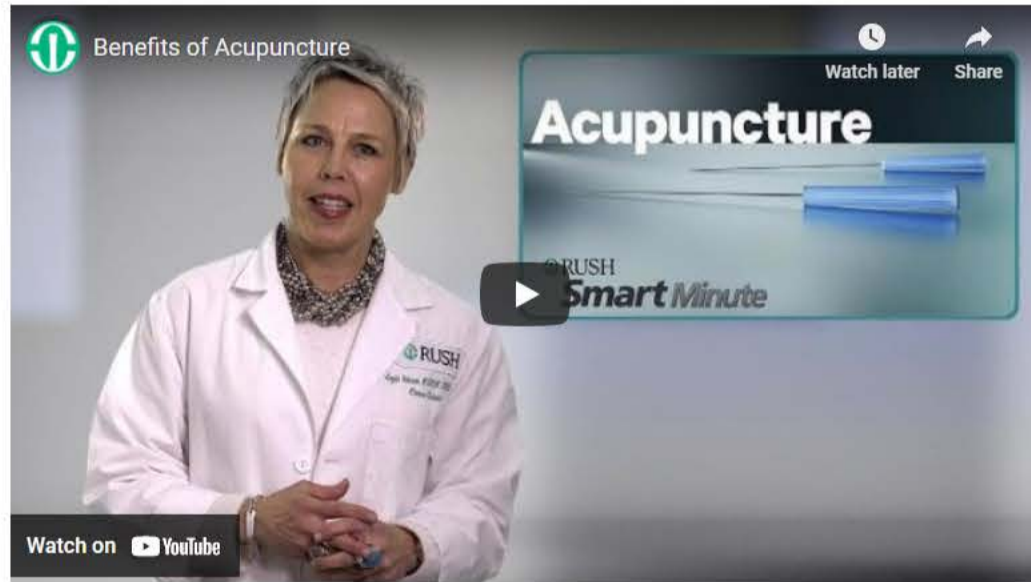 Benefits of Acupuncture
Watch later
Share
Acupuncture
RUSH
Smart Minute
RUSH
Watch on YouTube